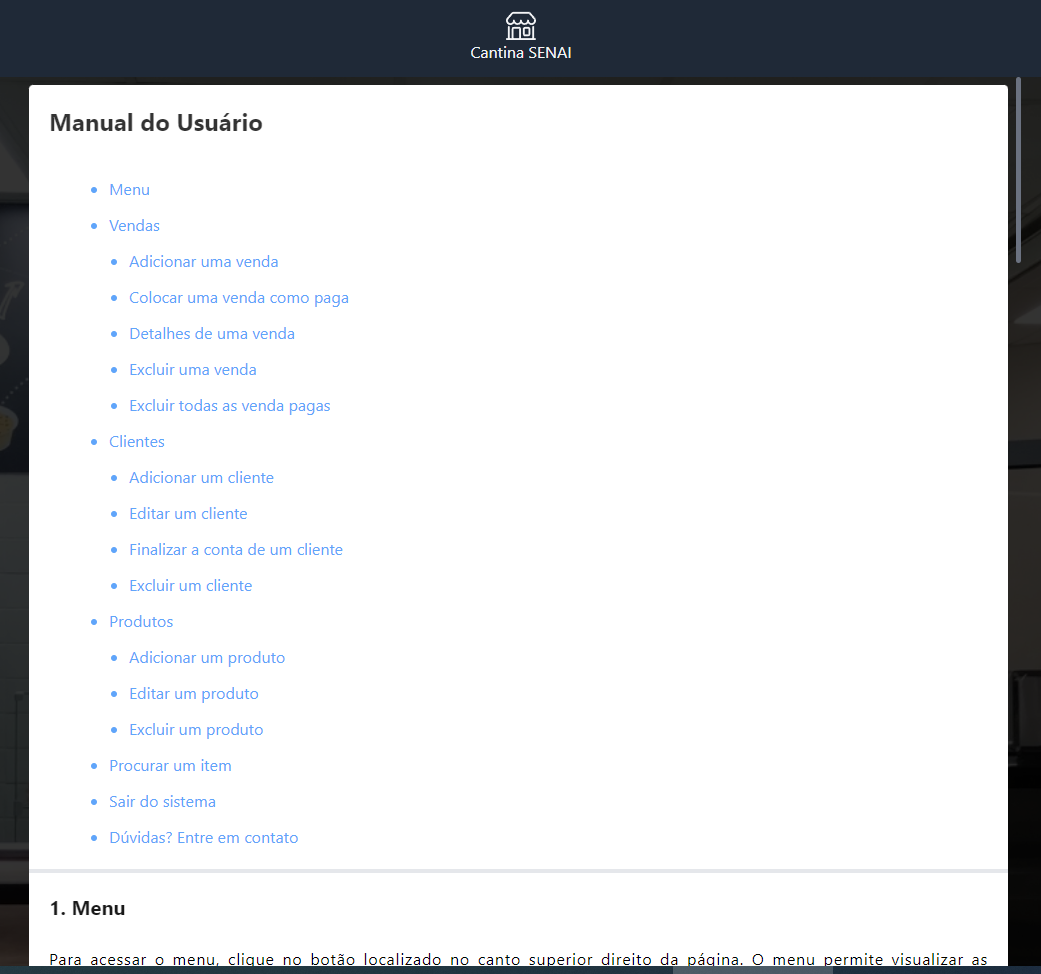 Cantina SENAI
Manual do Usuário
Menu
Vendas
Adicionar uma venda
Colocar uma venda como paga
Detalhes de uma venda
Excluir uma venda
Excluir todas as venda pagas
Clientes
Adicionar um cliente
Editar um cliente
Finalizar a conta de um cliente
Excluir um cliente
Produtos
Adicionar um produto
Editar um produto
Excluir um produto
Procurar um item
Sair do sistema
Dúvidas? Entre em contato
1. Menu
Para acessar o menu, clique no botão localizado no canto superior direito da página. O menu permite visualizar as